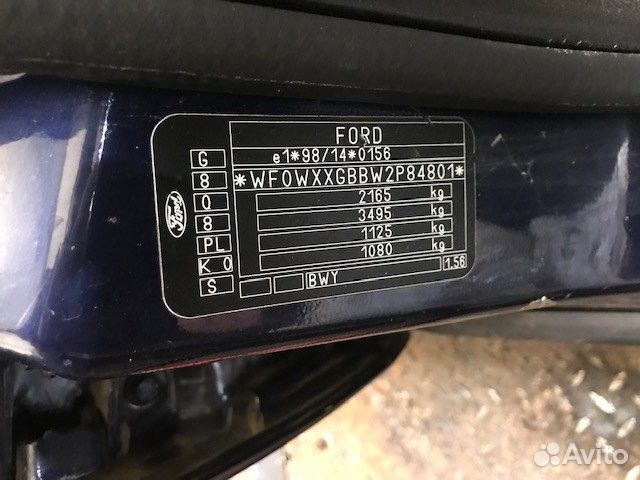 FORD
e1*98/14*0156
*WF0WXXGBBW2P84801*
2165 kg
3495 kg
1125 kg
1080 kg
BWY 1.56
G
8
0
8
PL
K 0
S
Ford
Avito